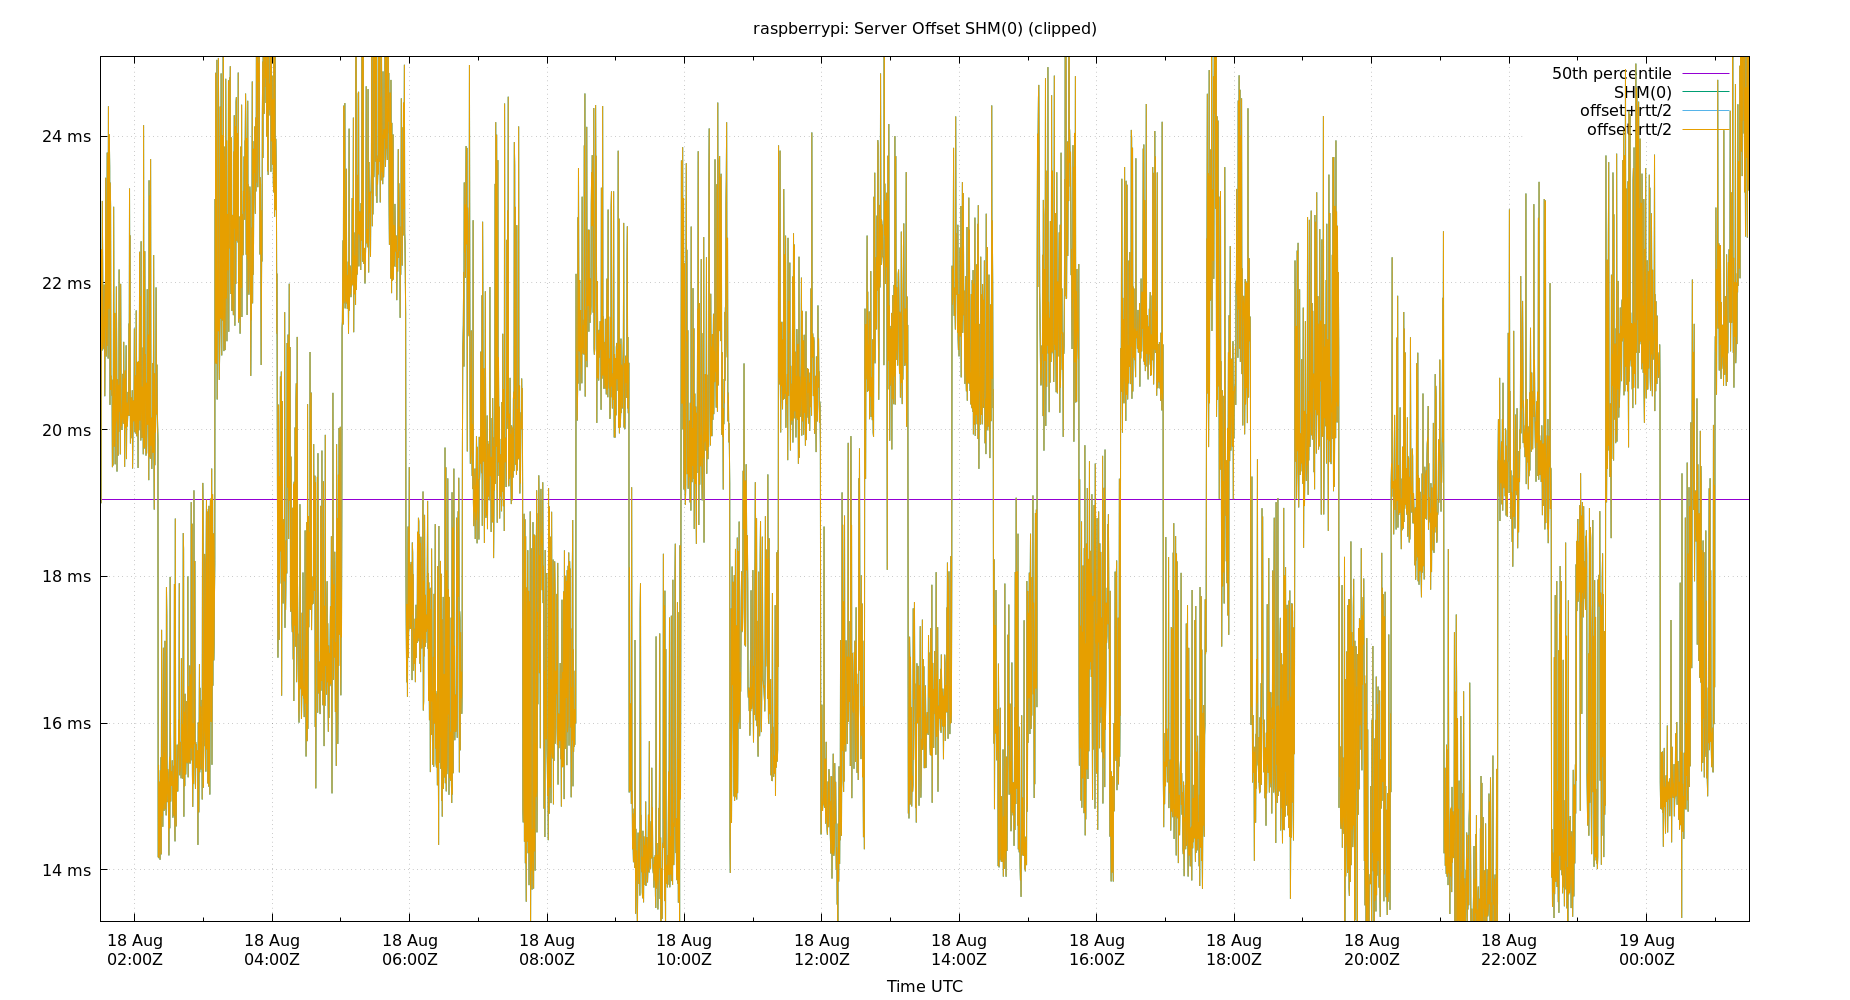 raspberrypi: Server Offset SHM(0) (clipped)
50th percentile
SHM(0)
offset+rtt/2
offset-rtt/2
24 ms
22 ms
20 ms
18 ms
16 ms
14 ms
18 Aug 18 Aug 18 Aug 18 Aug 18 Aug 18 Aug 18 Aug 18 Aug 18 Aug 18 Aug 18 Aug 19 Aug
02:00Z 04:00Z 06:00Z 08:00Z 10:00Z 12:00Z 14:00Z 16:00Z 18:00Z 20:00Z 22:00Z 00:00Z
Time UTC